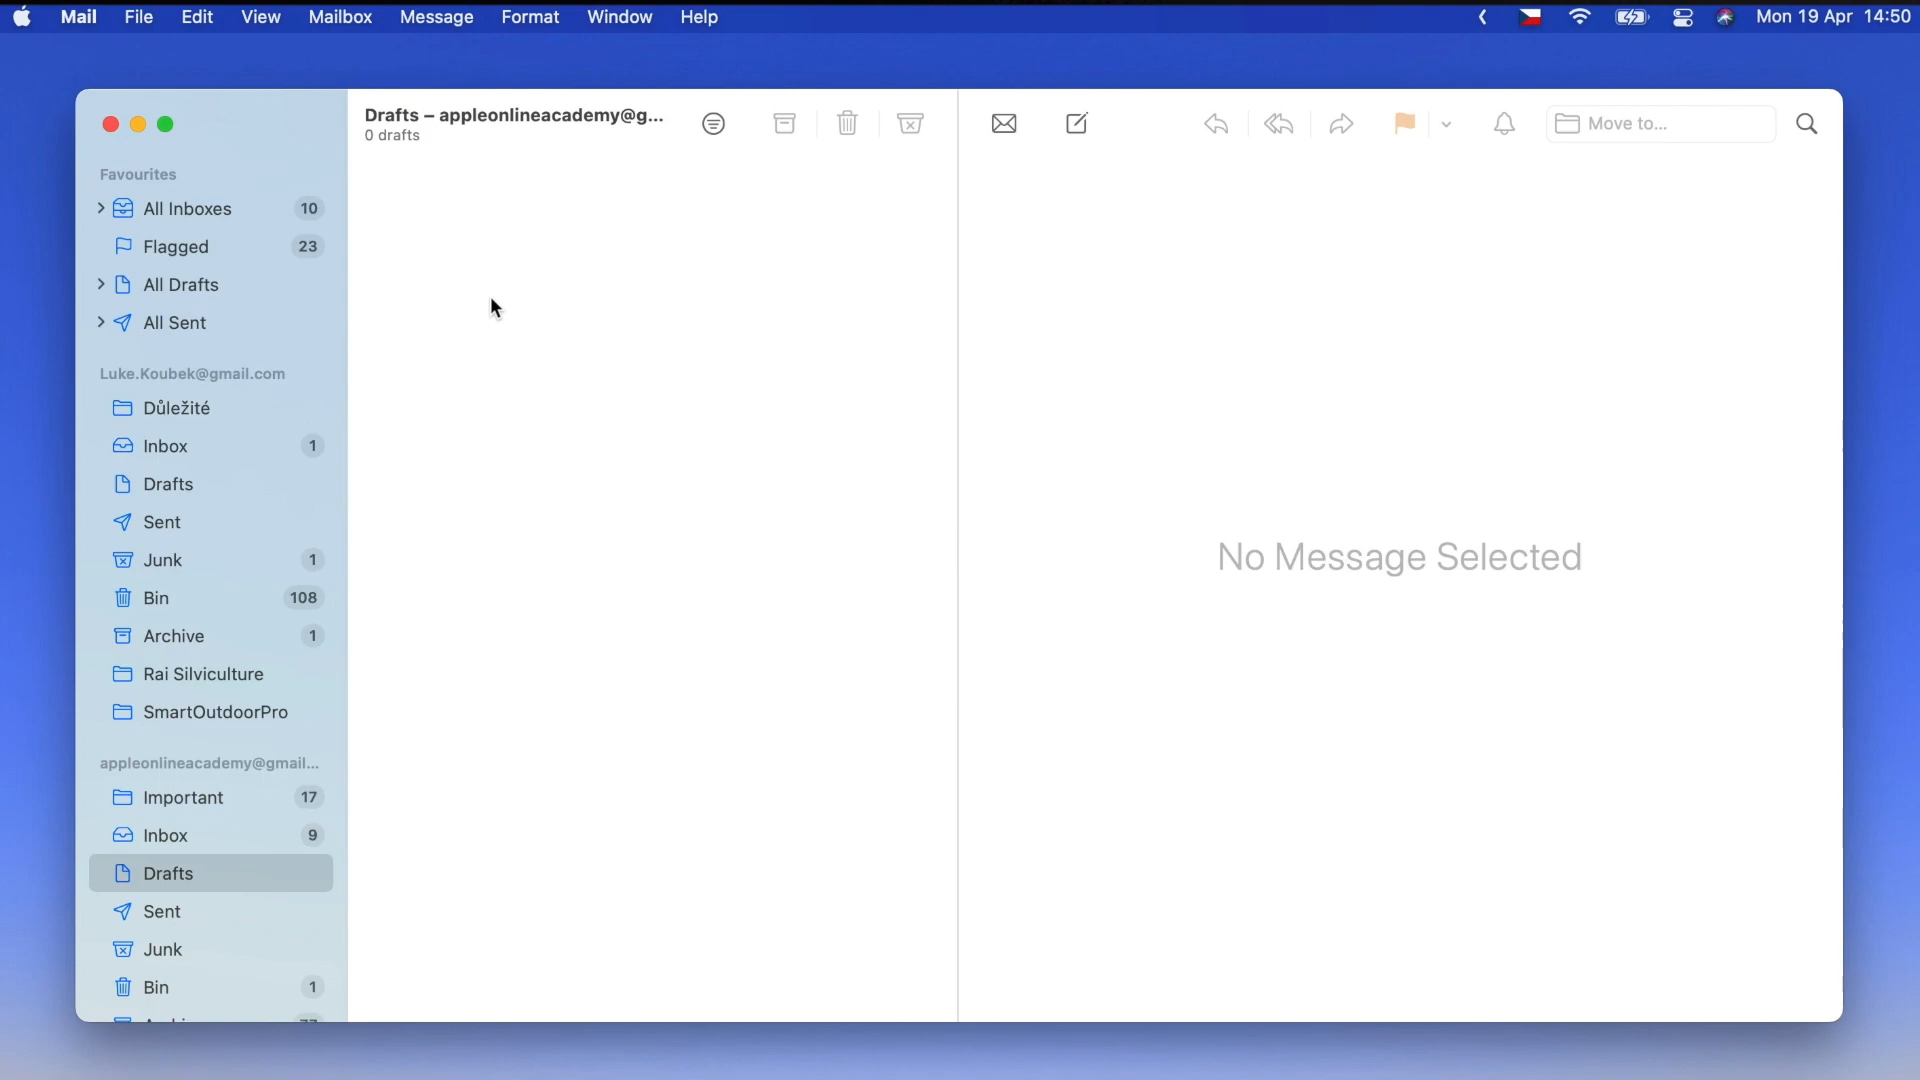 Mail File Edit View Mailbox Message Format Window Help Mon 19 Apr 14:50
Drafts – appleonlineacademy@g...
0 drafts
Move to...
Favourites
All Inboxes 10
Flagged 23
All Drafts
All Sent
Luke.Koubek@gmail.com
Důležité
Inbox 1
Drafts
Sent
Junk 1
Bin 108
Archive 1
Rai Silviculture
SmartOutdoorPro
appleonlineacademy@gmail...
Important 17
Inbox 9
Drafts
Sent
Junk
Bin 1
No Message Selected